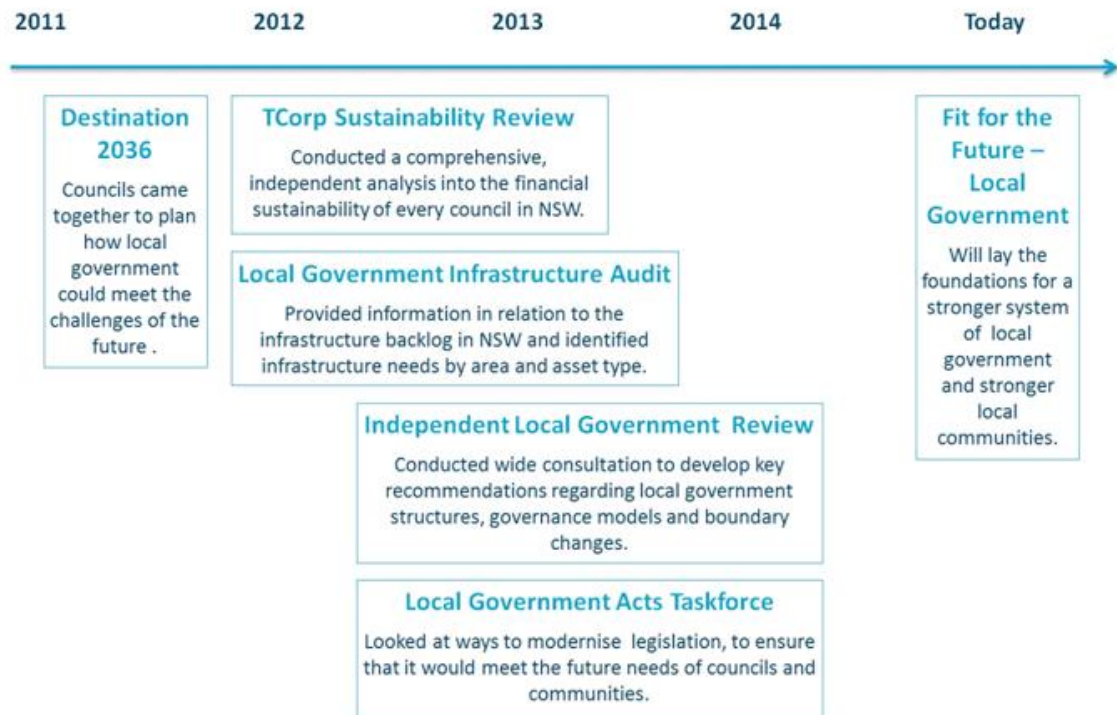 2011 2012 2013 2014 Today
Destination
2036
Councils came
together to plan
how local
government
could meet the
challenges of the
future .
TCorp Sustainability Review
Conducted a comprehensive,
independent analysis into the financial
sustainability of every council in NSW.
Local Government Infrastructure Audit
Provided information in relation to the
infrastructure backlog in NSW and identified
infrastructure needs by area and asset type.
Independent Local Government Review
Conducted wide consultation to develop key
recommendations regarding local government
structures, governance models and boundary
changes.
Local Government Acts Taskforce
Looked at ways to modernise legislation, to ensure
that it would meet the future needs of councils and
communities.
Fit for the
Future –
Local
Government
Will lay the
foundations for a
stronger system
of local
government
and stronger
local
communities.